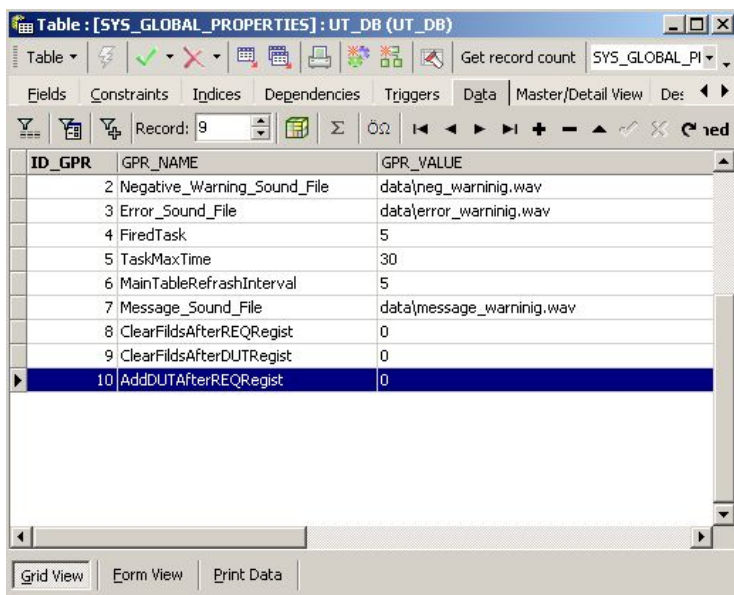 Table : [SYS_GLOBAL_PROPERTIES] : UT_DB (UT_DB)
Table Get record count SYS_GLOBAL_PI
Fields Constraints Indices Dependencies Triggers Data Master/Detail View Des
Record: 9 Σ ÖΩ ned
ID_GPR GPR_NAME GPR_VALUE
2 Negative_Warning_Sound_File data\neg_warninig.wav
3 Error_Sound_File data\error_warninig.wav
4 FiredTask 5
5 TaskMaxTime 30
6 MainTableRefrashInterval 5
7 Message_Sound_File data\message_warninig.wav
8 ClearFildsAfterREQRegist 0
9 ClearFildsAfterDUTRegist 0
10 AddDUTAfterREQRegist 0
Grid View Form View Print Data